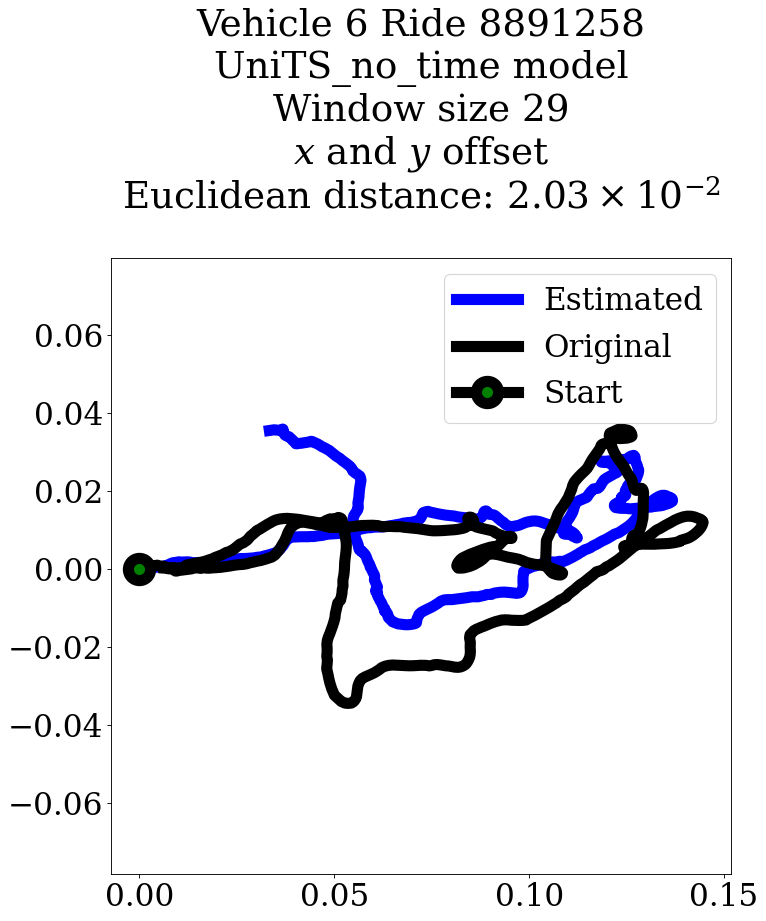 Vehicle 6 Ride 8891258
UniTS_no_time model
Window size 29
x and y offset
Euclidean distance: 2.03 × 10⁻²
Estimated
Original
Start
0.06
0.04
0.02
0.00
−0.02
−0.04
−0.06
0.00 0.05 0.10 0.15